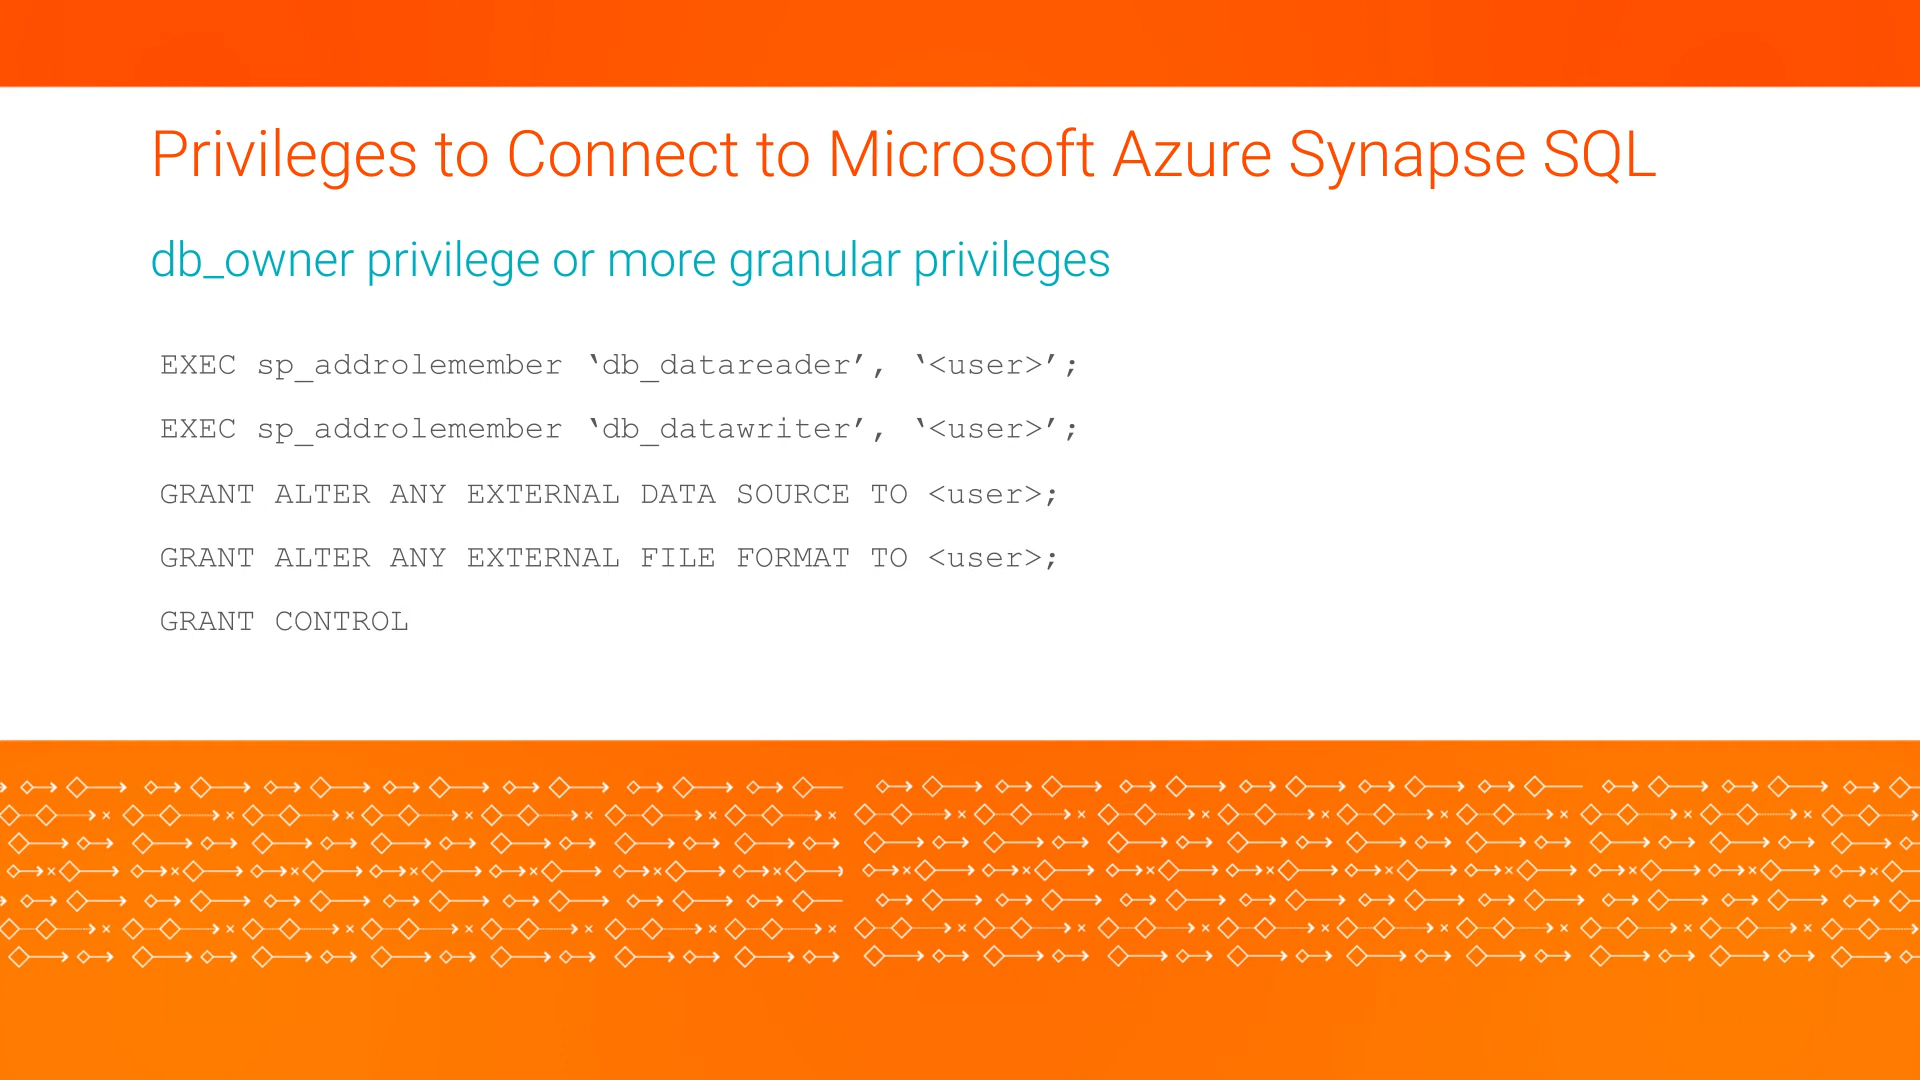 Privileges to Connect to Microsoft Azure Synapse SQL
db_owner privilege or more granular privileges
EXEC sp_addrolemember ‘db_datareader’, ‘<user>’;
EXEC sp_addrolemember ‘db_datawriter’, ‘<user>’;
GRANT ALTER ANY EXTERNAL DATA SOURCE TO <user>;
GRANT ALTER ANY EXTERNAL FILE FORMAT TO <user>;
GRANT CONTROL